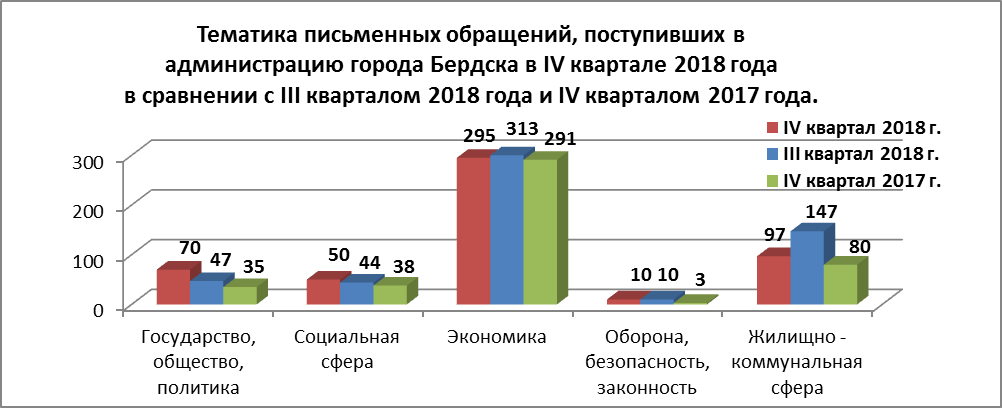 Тематика письменных обращений, поступивших в
администрацию города Бердска в IV квартале 2018 года
в сравнении с III кварталом 2018 года и IV кварталом 2017 года.
IV квартал 2018 г.
III квартал 2018 г.
IV квартал 2017 г.
300
200
100
0
70 47 35
50 44 38
295 313 291
10 10 3
97 147 80
Государство,
общество,
политика
Социальная
сфера
Экономика
Оборона,
безопасность,
законность
Жилищно -
коммунальная
сфера